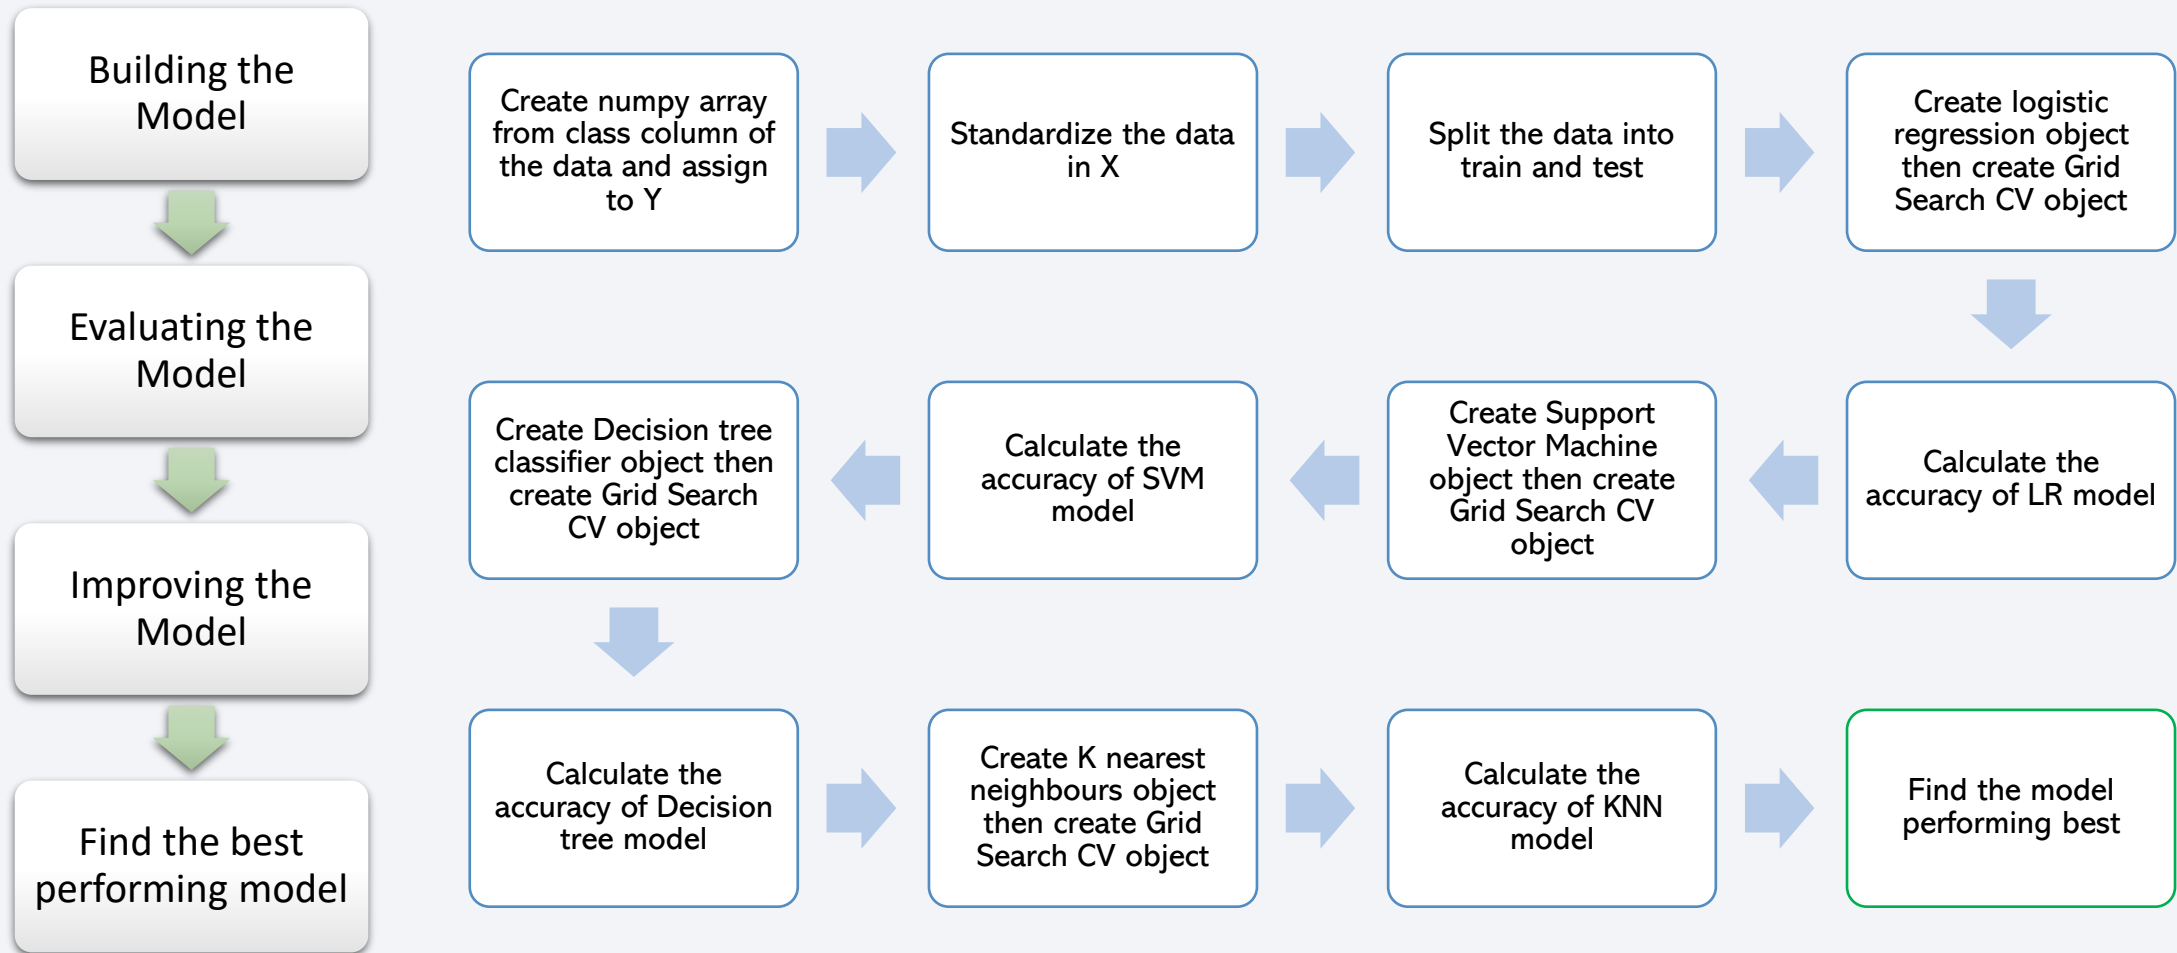 Building the
Model
Evaluating the
Model
Improving the
Model
Find the best
performing model
Create numpy array
from class column of
the data and assign
to Y
Standardize the data
in X
Split the data into
train and test
Create logistic
regression object
then create Grid
Search CV object
Calculate the
accuracy of LR model
Create Support
Vector Machine
object then create
Grid Search CV
object
Calculate the
accuracy of SVM
model
Create Decision tree
classifier object then
create Grid Search
CV object
Calculate the
accuracy of Decision
tree model
Create K nearest
neighbours object
then create Grid
Search CV object
Calculate the
accuracy of KNN
model
Find the model
performing best